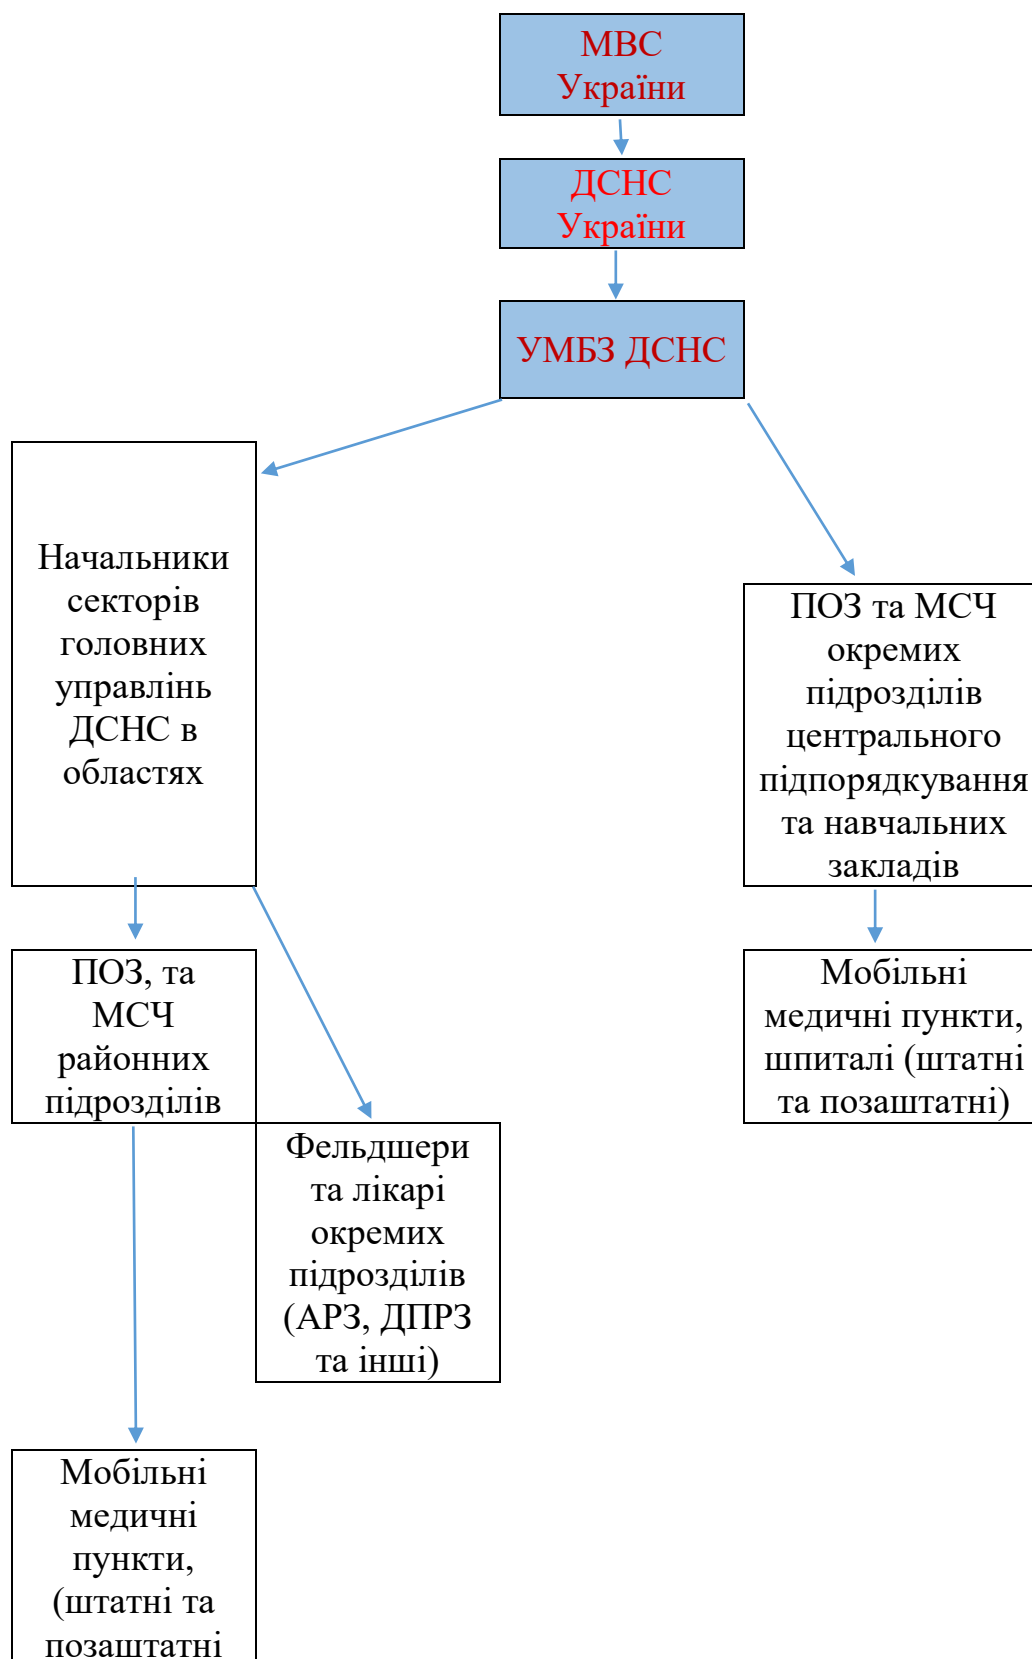 МВС
України
ДСНС
України
УМБЗ ДСНС
Начальники
секторів
головних
управлінь
ДСНС в
областях
ПОЗ та МСЧ
окремих
підрозділів
центрального
підпорядкування
та навчальних
закладів
ПОЗ, та
МСЧ
районних
підрозділів
Мобільні
медичні пункти,
шпиталі (штатні
та позаштатні)
Фельдшери
та лікарі
окремих
підрозділів
(АРЗ, ДПРЗ
та інші)
Мобільні
медичні
пункти,
(штатні та
позаштатні